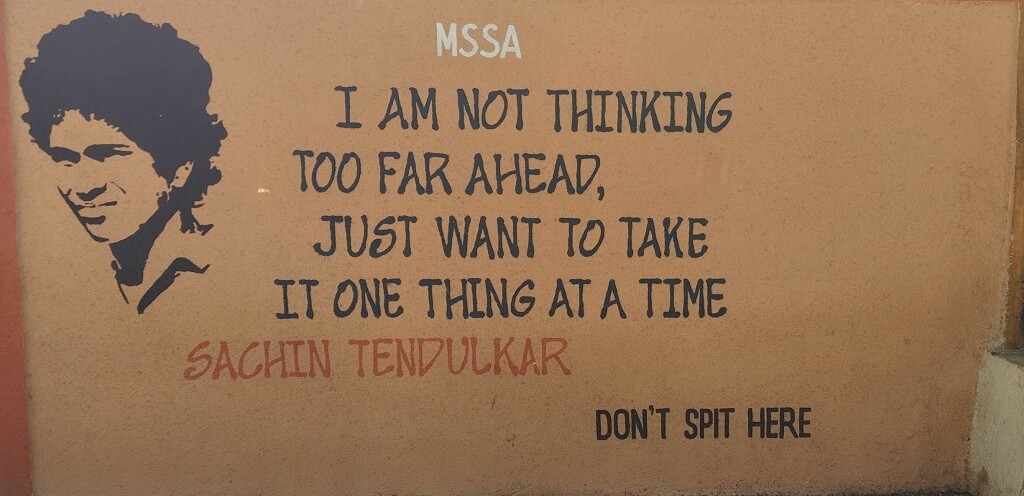 MSSA
I AM NOT THINKING
TOO FAR AHEAD,
JUST WANT TO TAKE
IT ONE THING AT A TIME
SACHIN TENDULKAR
DON'T SPIT HERE